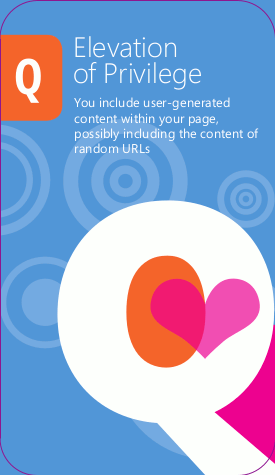 Q
Elevation
of Privilege
You include user-generated
content within your page,
possibly including the content of
random URLs
Q